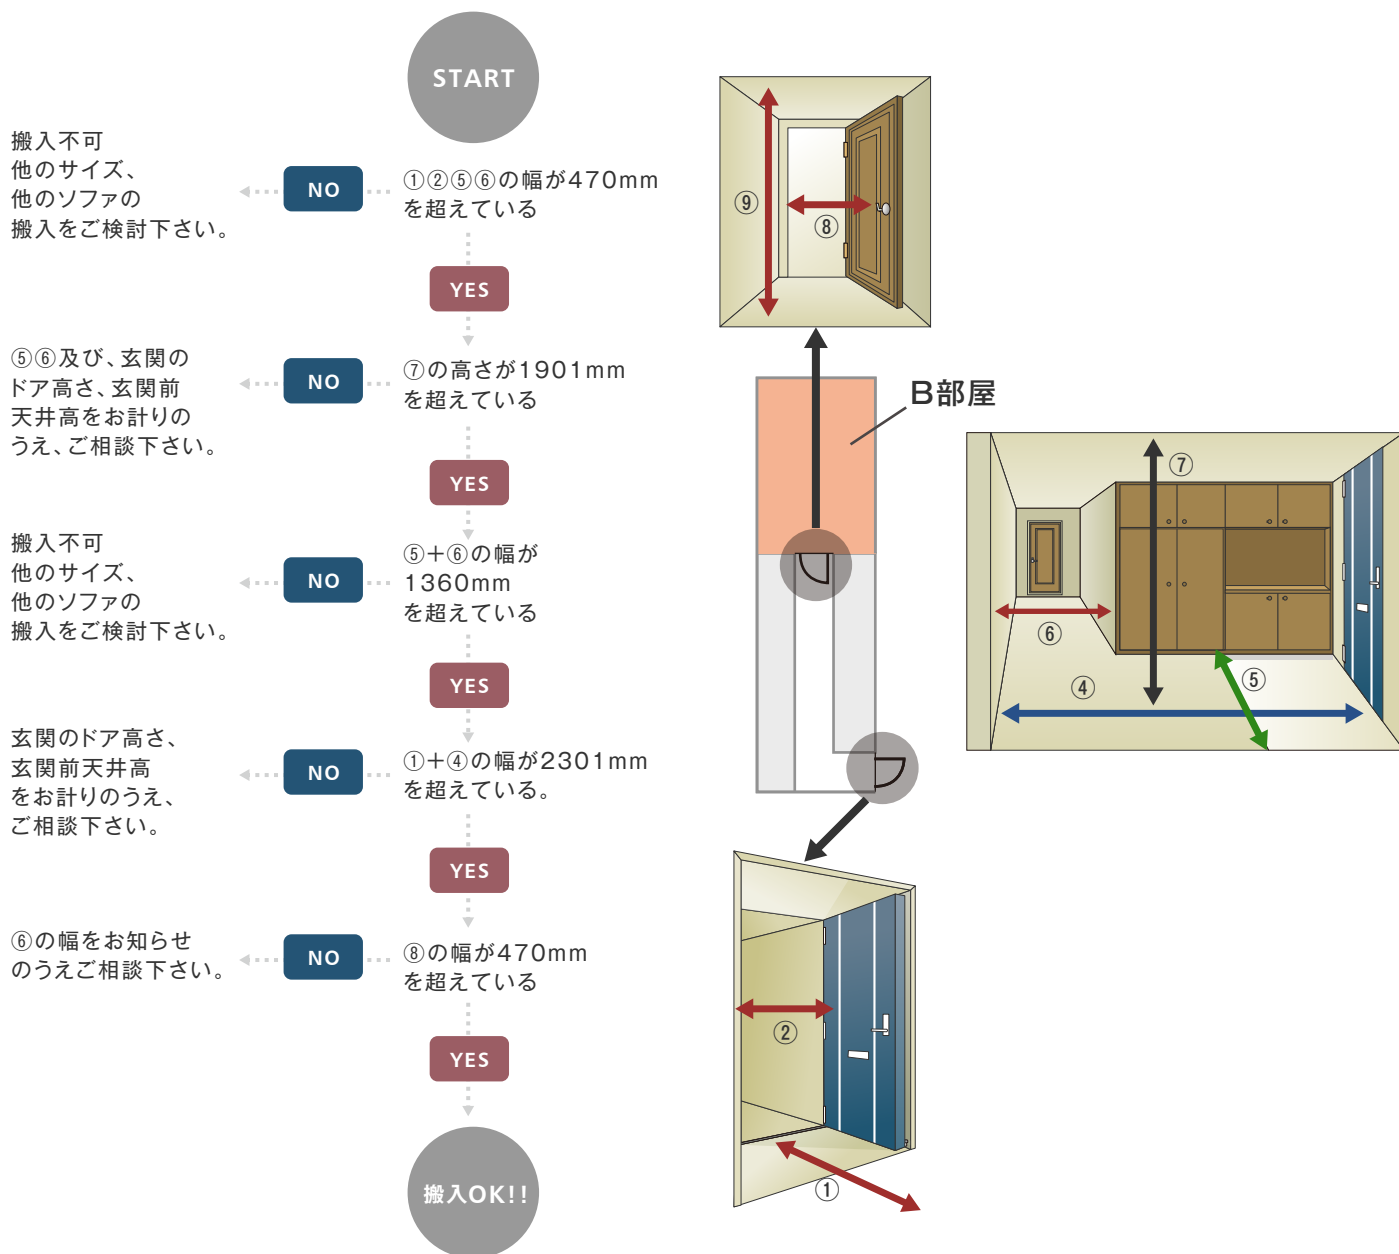 START
搬入不可
他のサイズ、
他のソファの
搬入をご検討下さい。
NO
①②⑤⑥の幅が470mm
を超えている
YES
⑤⑥及び、玄関の
ドア高さ、玄関前
天井高をお計りの
うえ、ご相談下さい。
NO
⑦の高さが1901mm
を超えている
YES
搬入不可
他のサイズ、
他のソファの
搬入をご検討下さい。
NO
⑤＋⑥の幅が
1360mm
を超えている
YES
玄関のドア高さ、
玄関前天井高
をお計りのうえ、
ご相談下さい。
NO
①＋④の幅が2301mm
を超えている。
YES
⑥の幅をお知らせ
のうえご相談下さい。
NO
⑧の幅が470mm
を超えている
YES
搬入OK!!
⑨
⑧
B部屋
⑦
⑥
④
⑤
②
①